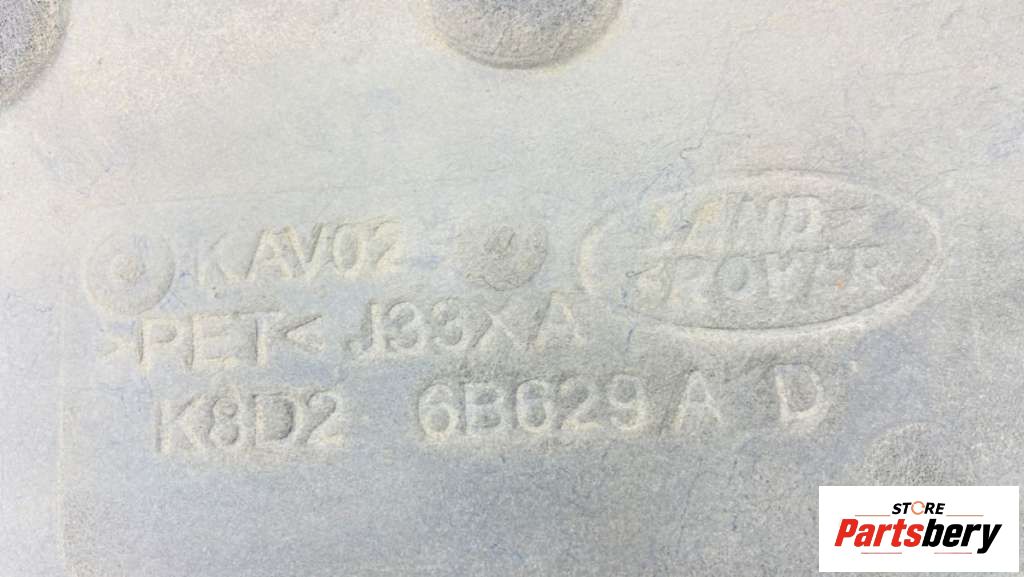 KAV02
LAND
ROVER
>PET< J33XA
K8D2 6B629 A D
STORE
Partsbery